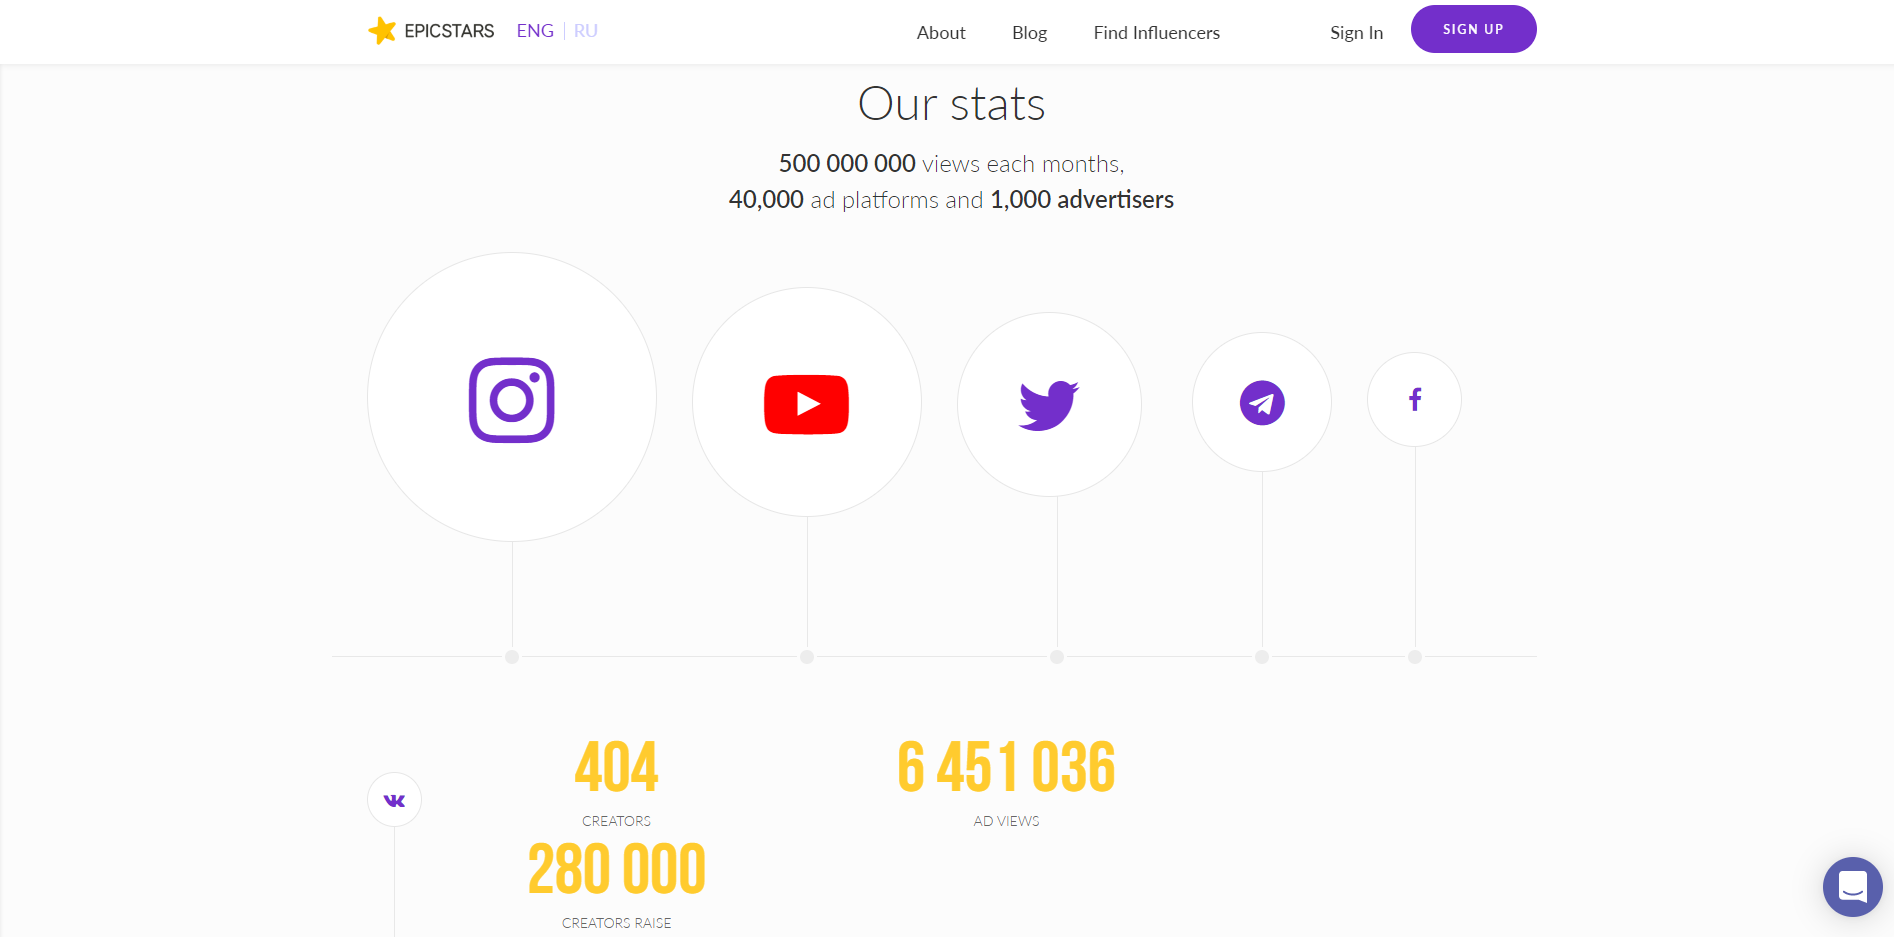 EPICSTARS
ENG | RU
About
Blog
Find Influencers
Sign In
SIGN UP
Our stats
500 000 000 views each months,
40,000 ad platforms and 1,000 advertisers
404
CREATORS
6 451 036
AD VIEWS
280 000
CREATORS RAISE